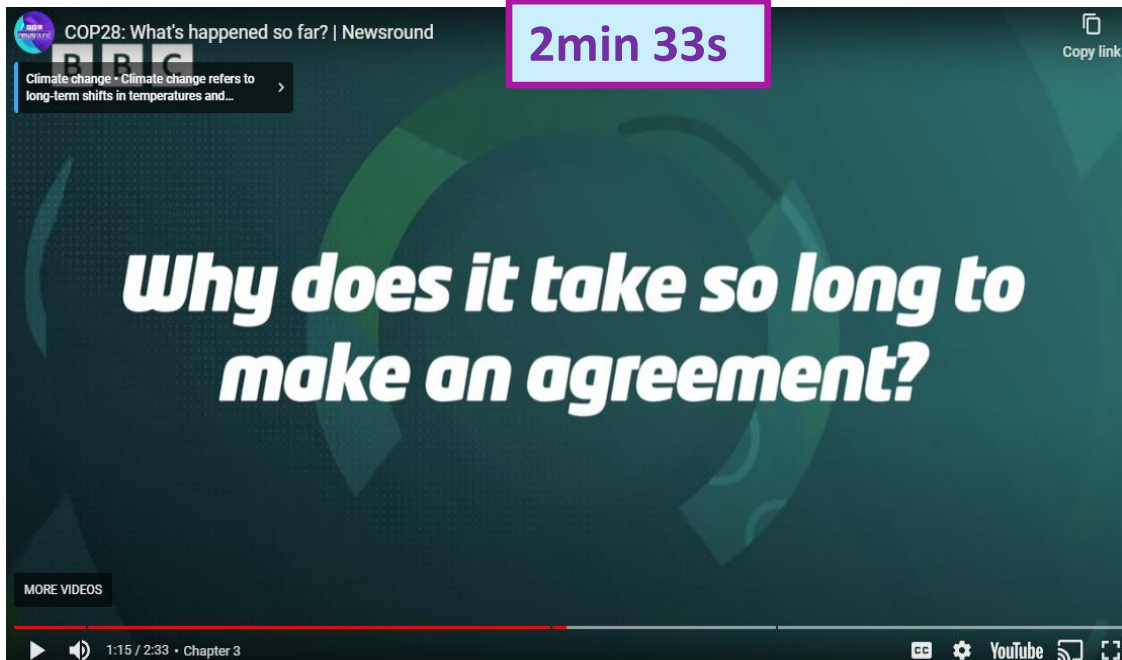 COP28: What's happened so far? | Newsround
2min 33s
Copy link
BBC
Climate change • Climate change refers to
long-term shifts in temperatures and...
Why does it take so long to
make an agreement?
MORE VIDEOS
1:15 / 2:33 • Chapter 3
CC
YouTube